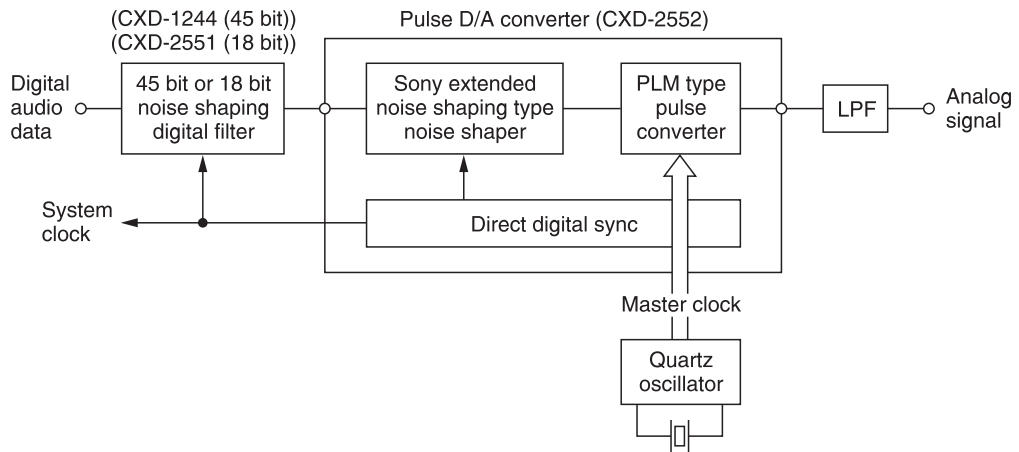 (CXD-1244 (45 bit))
(CXD-2551 (18 bit))
Pulse D/A converter (CXD-2552)
Digital
audio
data
45 bit or 18 bit
noise shaping
digital filter
Sony extended
noise shaping type
noise shaper
PLM type
pulse
converter
LPF
Analog
signal
System
clock
Direct digital sync
Master clock
Quartz
oscillator